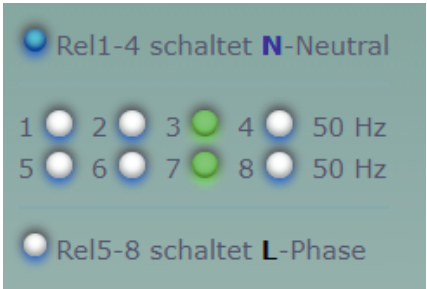 Rel1-4 schaltet N-Neutral
1 2 3 4 50 Hz
5 6 7 8 50 Hz
Rel5-8 schaltet L-Phase